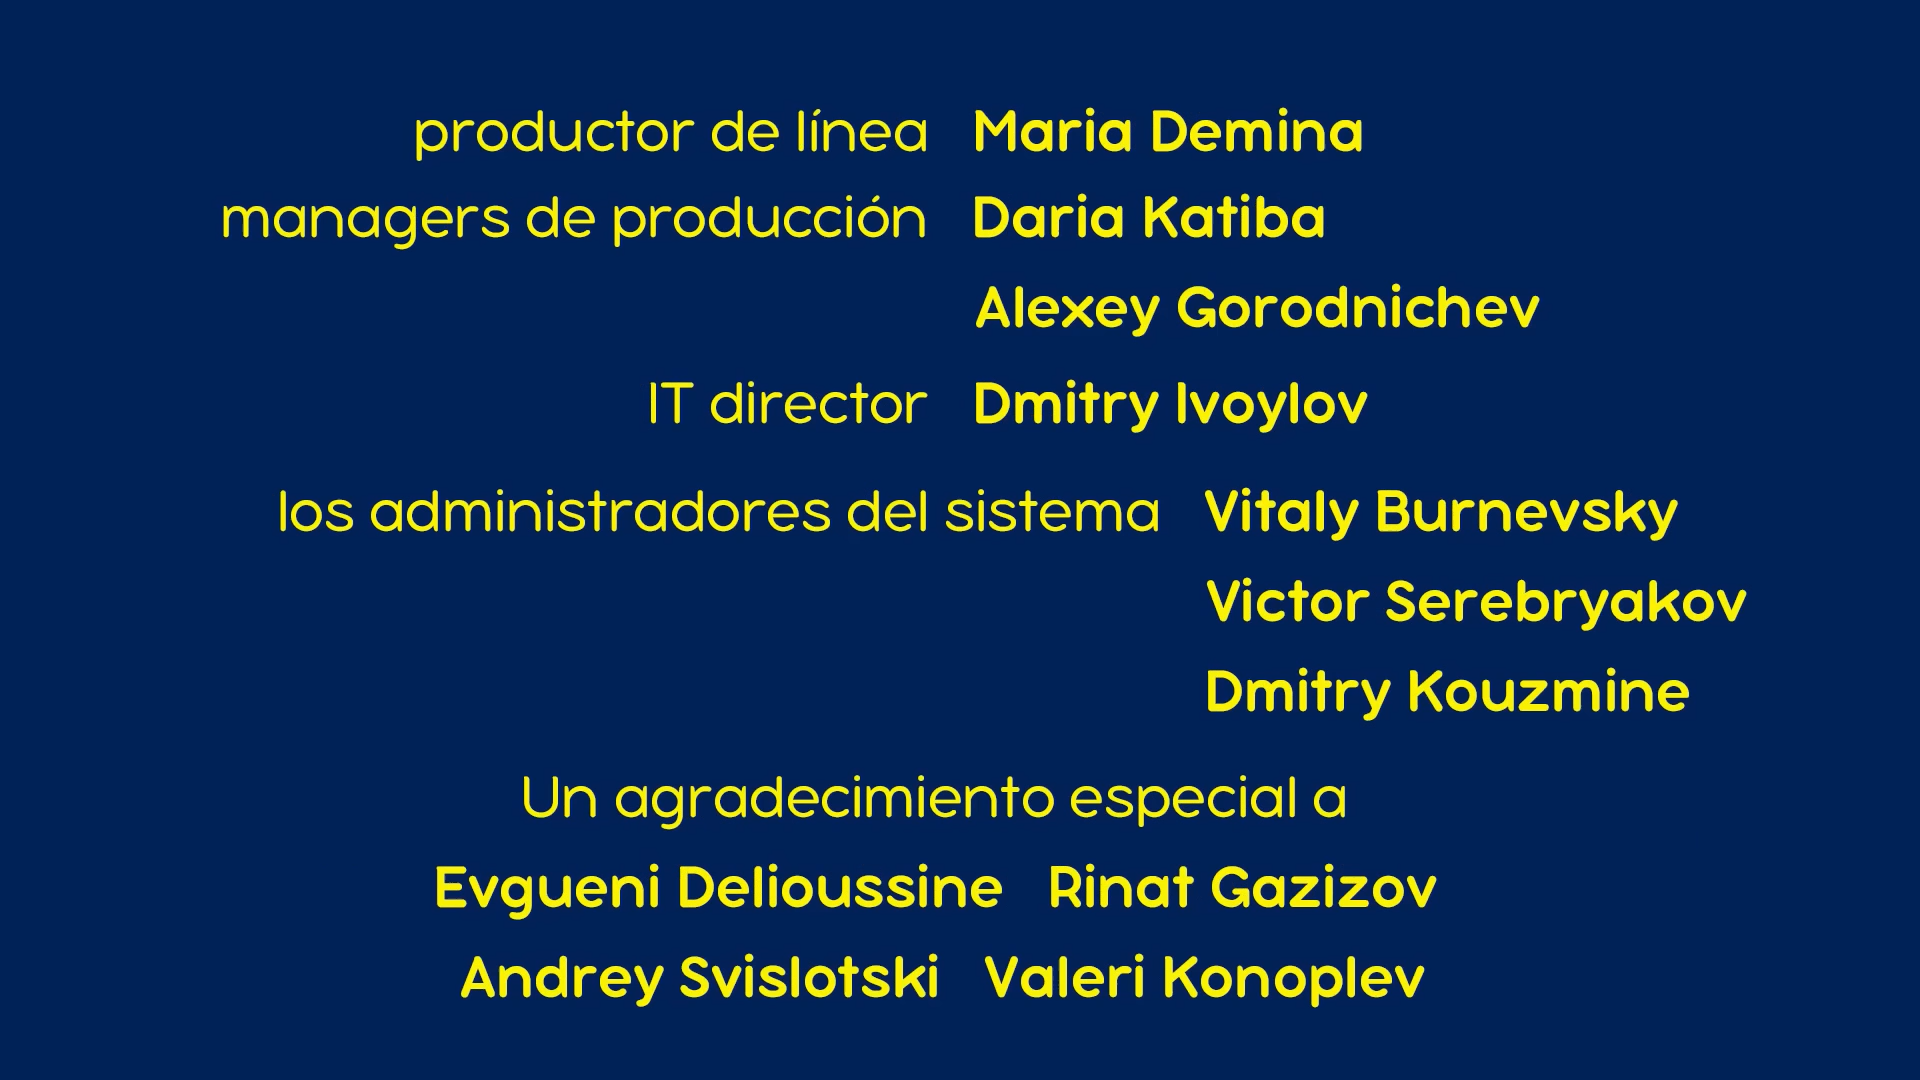 productor de línea Maria Demina
managers de producción Daria Katiba
Alexey Gorodnichev
IT director Dmitry Ivoylov
los administradores del sistema Vitaly Burnevsky
Victor Serebryakov
Dmitry Kouzmine
Un agradecimiento especial a
Evgueni Delioussine Rinat Gazizov
Andrey Svislotski Valeri Konoplev